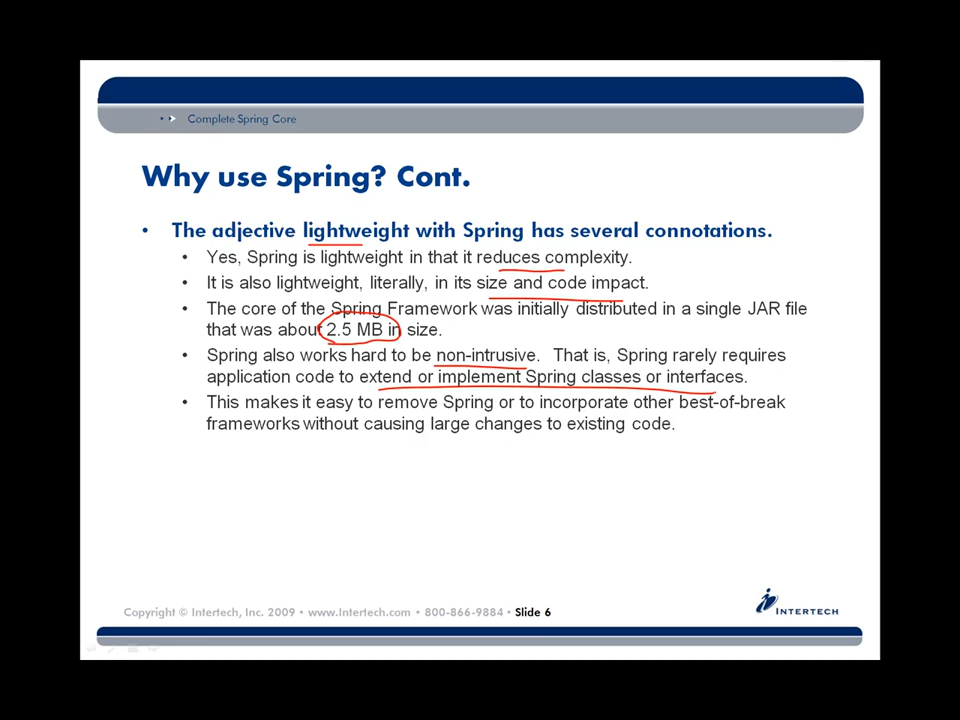 Complete Spring Core
Why use Spring? Cont.
• The adjective lightweight with Spring has several connotations.
• Yes, Spring is lightweight in that it reduces complexity.
• It is also lightweight, literally, in its size and code impact.
• The core of the Spring Framework was initially distributed in a single JAR file
that was about 2.5 MB in size.
• Spring also works hard to be non-intrusive. That is, Spring rarely requires
application code to extend or implement Spring classes or interfaces.
• This makes it easy to remove Spring or to incorporate other best-of-break
frameworks without causing large changes to existing code.
Copyright © Intertech, Inc. 2009 • www.Intertech.com • 800-866-9884 • Slide 6
INTERTECH